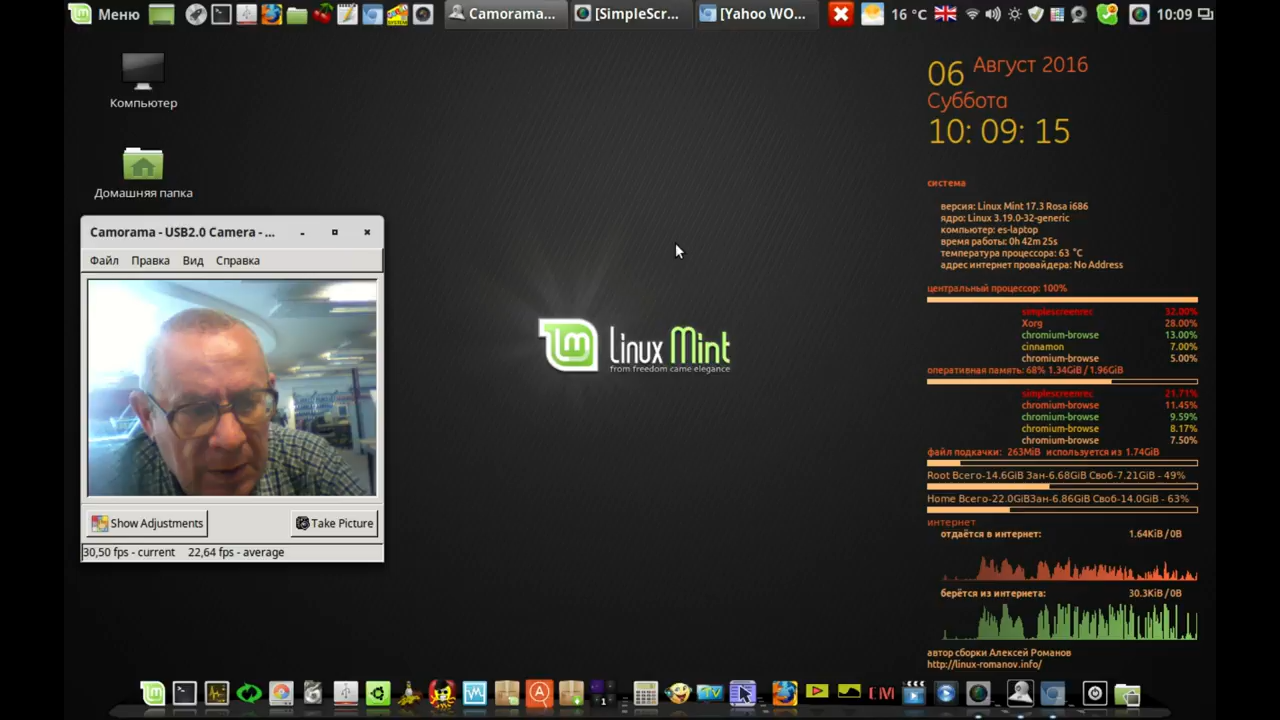 Меню
Camorama...
[SimpleScr...
[Yahoo WO...
16 °C
10:09
Компьютер
Домашняя папка
Camorama - USB2.0 Camera - ...
Файл Правка Вид Справка
Show Adjustments
Take Picture
30,50 fps - current 22,64 fps - average
Linux Mint
from freedom came elegance
06 Август 2016
Суббота
10: 09: 15
система
версия: Linux Mint 17.3 Rosa i686
ядро: Linux 3.19.0-32-generic
компьютер: es-laptop
время работы: 0h 42m 25s
температура процессора: 63 °C
адрес интернет провайдера: No Address
центральный процессор: 100%
simplescreenrec 32.00%
Xorg 28.00%
chromium-browse 13.00%
cinnamon 7.00%
chromium-browse 5.00%
оперативная память: 68% 1.34GiB / 1.96GiB
simplescreenrec 21.71%
chromium-browse 11.45%
chromium-browse 9.59%
chromium-browse 8.17%
chromium-browse 7.50%
файл подкачки: 263MiB используется из 1.74GiB
Root Всего-14.6GiB Зан-6.68GiB Своб-7.21GiB - 49%
Home Всего-22.0GiBЗан-6.86GiB Своб-14.0GiB - 63%
интернет
отдаётся в интернет: 1.64KiB / 0B
берётся из интернета: 30.3KiB / 0B
автор сборки Алексей Романов
http://linux-romanov.info/
1
TV
EM